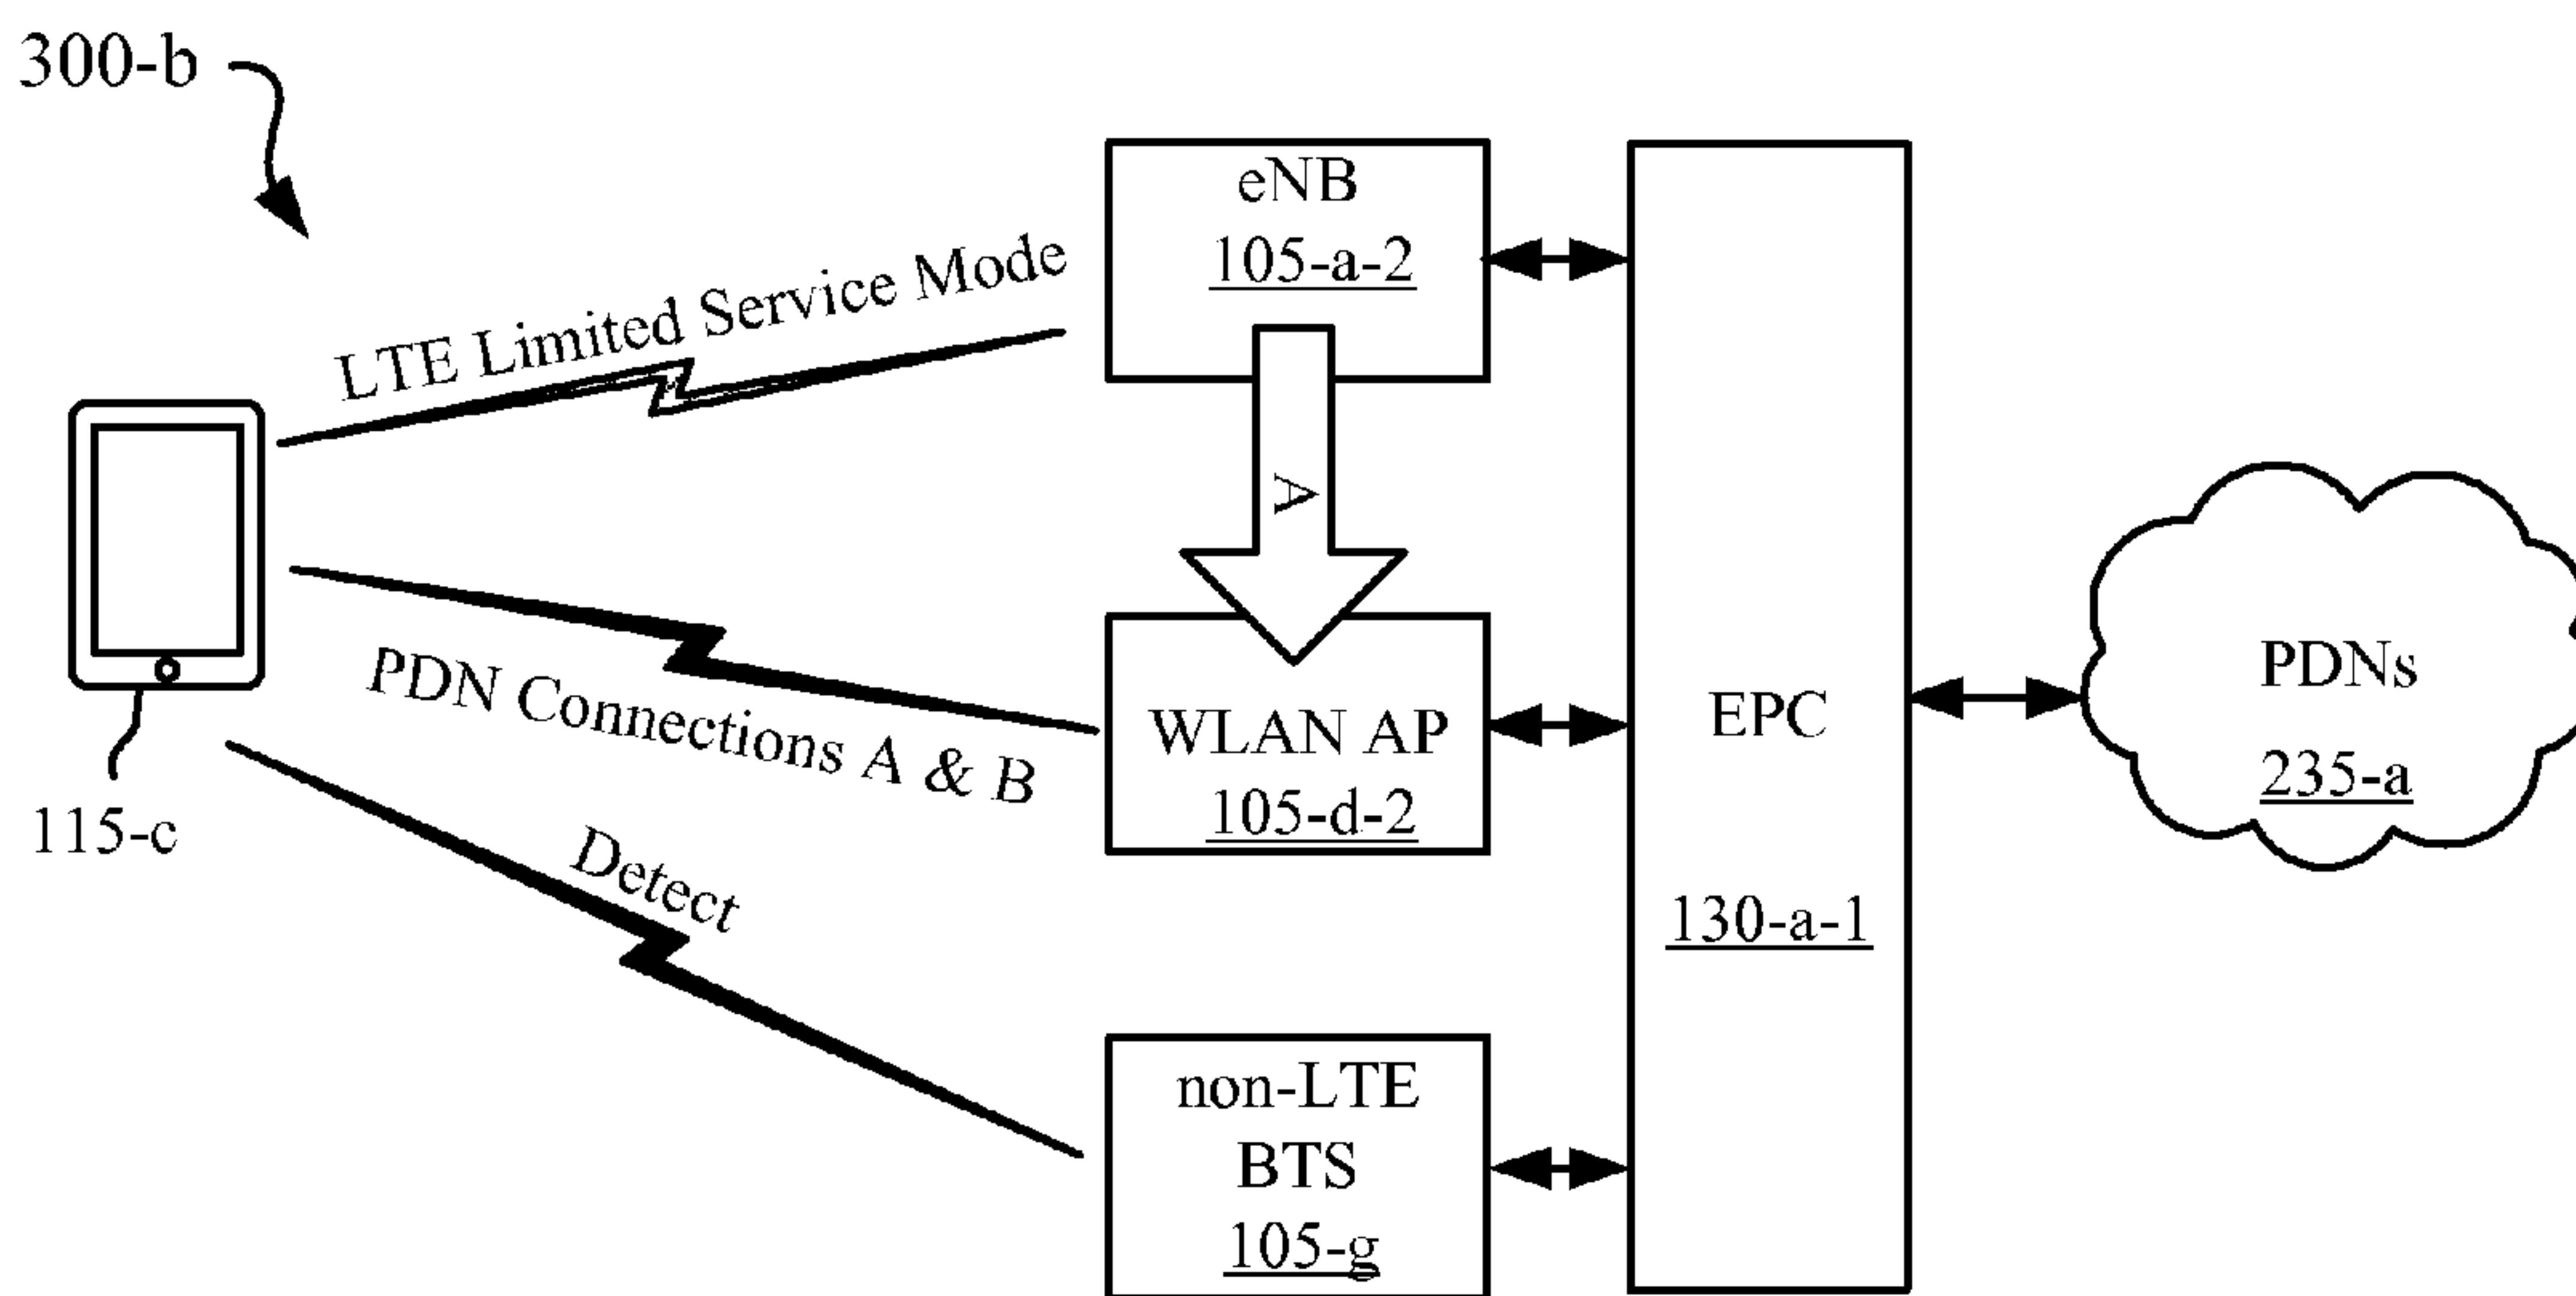 300-b
eNB
105-a-2
LTE Limited Service Mode
A
PDN Connections A & B
WLAN AP
105-d-2
EPC
130-a-1
PDNs
235-a
115-c
Detect
non-LTE
BTS
105-g